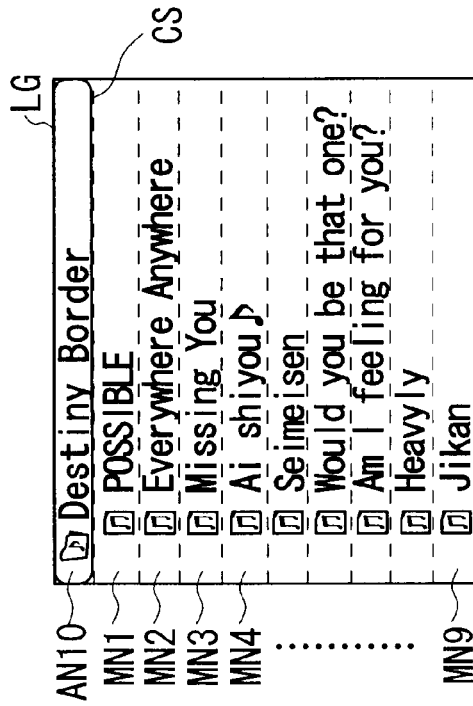 LG
CS
AN10 Destiny Border
MN1 POSSIBLE
MN2 Everywhere Anywhere
MN3 Missing You
MN4 Ai shiyou♪
Seimeisen
Would you be that one?
Am I feeling for you?
Heavyly
MN9 Jikan